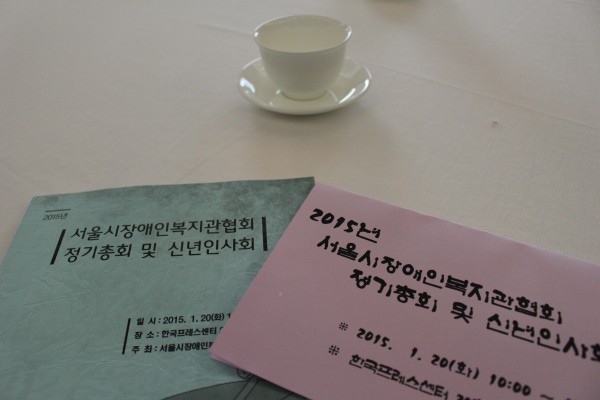 2015년
서울시장애인복지관협회
정기총회 및 신년인사회
일 시 : 2015. 1. 20(화) 1
장 소 : 한국프레스센터
주 최 : 서울시장애인
2015년
서울시장애인복지관협회
정기총회 및 신년인사회
※ 2015. 1. 20(화) 10:00 ~
※ 한국프레스센터